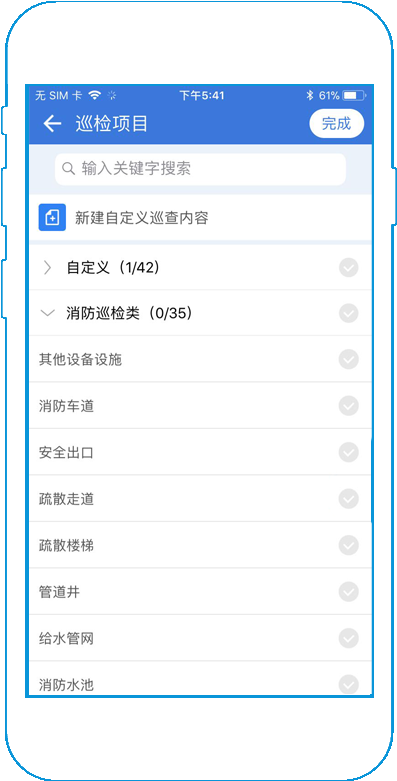 无 SIM 卡 下午5:41 61%
巡检项目 完成
输入关键字搜索
新建自定义巡查内容
自定义（1/42）
消防巡检类（0/35）
其他设备设施
消防车道
安全出口
疏散走道
疏散楼梯
管道井
给水管网
消防水池